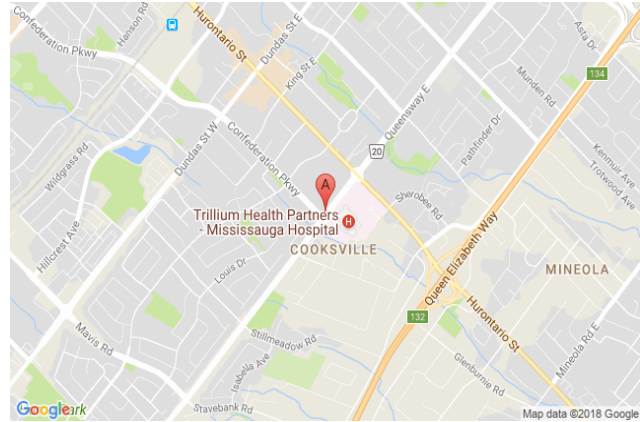 Confederation Pkwy
Hanson Rd
Dundas St E
Hurontario St
King St E
Asta Dr
134
Munden Rd
Queensway E
20
Pathfinder Dr
Kenmuir Ave
Trotwood Ave
Wildgrass Rd
Dundas St W
Confederation Pkwy
A
Sherobee Rd
Trillium Health Partners
- Mississauga Hospital
H
COOKSVILLE
Hillcrest Ave
Louis Dr
Queen Elizabeth Way
MINEOLA
132
Hurontario St
Mavis Rd
Stillmeadow Rd
Isabella Ave
Stavebank Rd
Glenburnie Rd
Mineola Rd E
Google
ark
Map data ©2018 Google